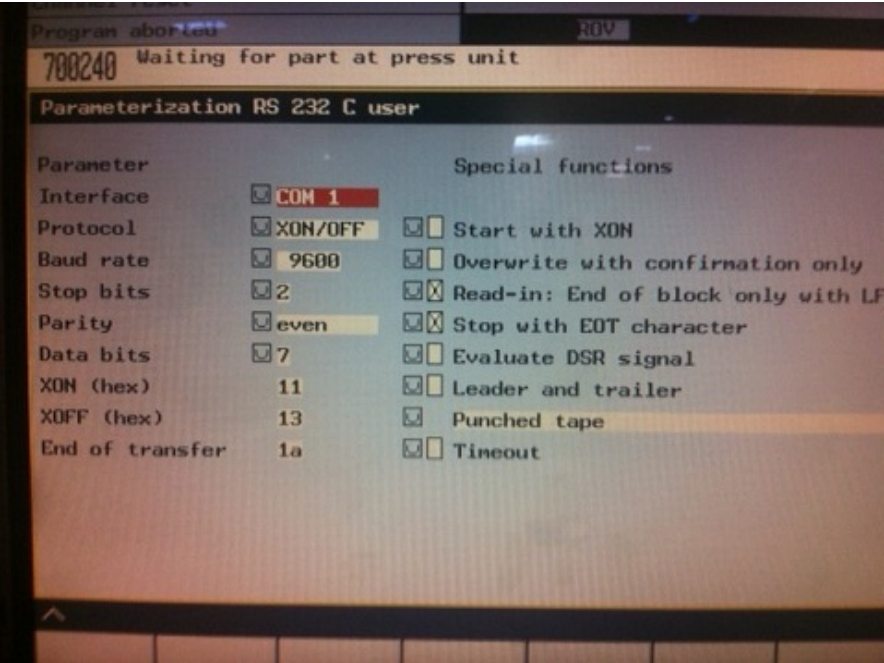 Channel reset
Program aborted
ROV
700240 Waiting for part at press unit
Parameterization RS 232 C user
Parameter Special functions
Interface COM 1
Protocol XON/OFF Start with XON
Baud rate 9600 Overwrite with confirmation only
Stop bits 2 X Read-in: End of block only with LF
Parity even X Stop with EOT character
Data bits 7 Evaluate DSR signal
XON (hex) 11 Leader and trailer
XOFF (hex) 13 Punched tape
End of transfer 1a Timeout